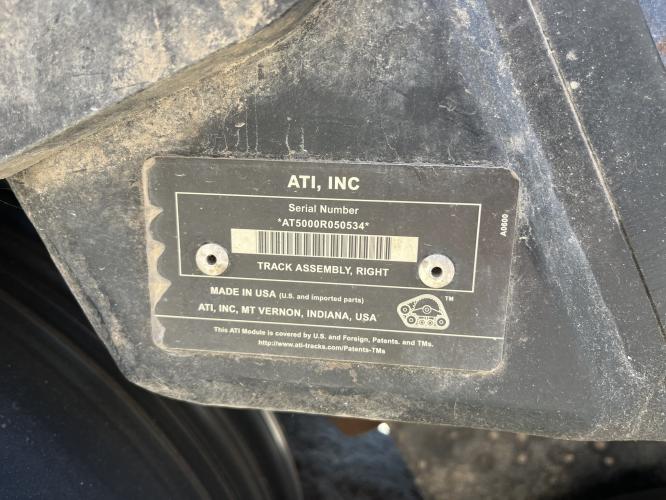 ATI, INC
Serial Number
*AT5000R050534*
TRACK ASSEMBLY, RIGHT
A0600
MADE IN USA (U.S. and imported parts)
ATI, INC, MT VERNON, INDIANA, USA
TM
This ATI Module is covered by U.S. and Foreign, Patents. and TMs.
http://www.ati-tracks.com/Patents-TMs